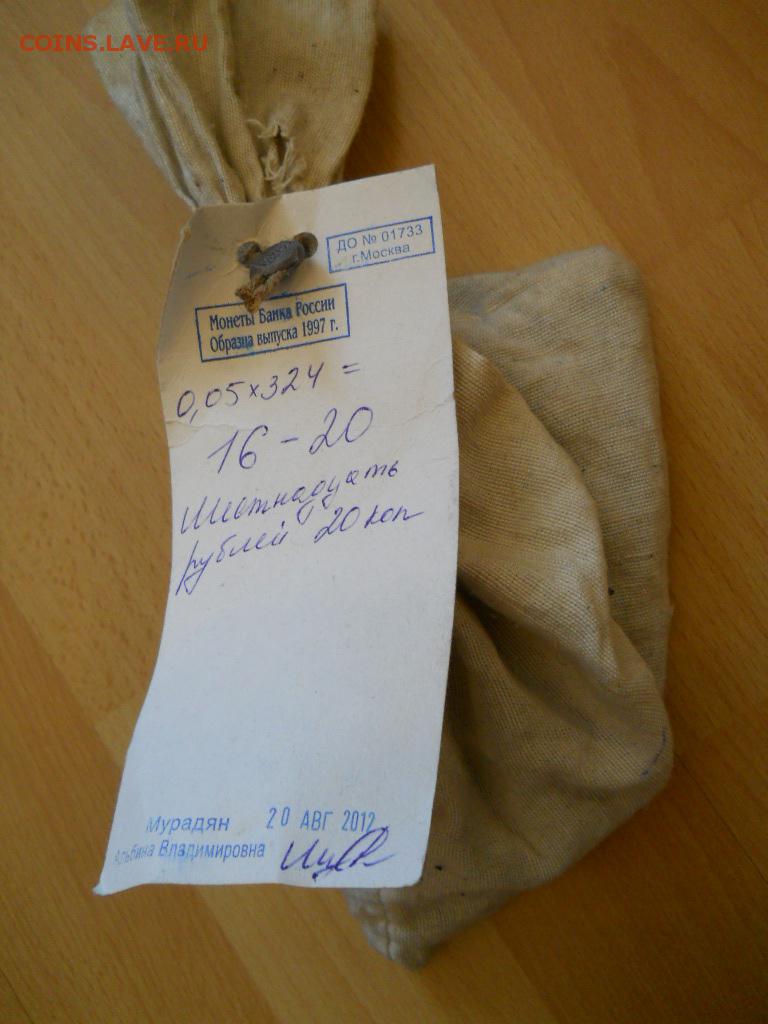 COINS.LAVE.RU
ДО № 01733
г.Москва
Монеты Банка России
Образца выпуска 1997 г.
0,05×324 =
16-20
Шестнадцать
рублей 20 коп
Мурадян 20 АВГ 2012
Альбина Владимировна